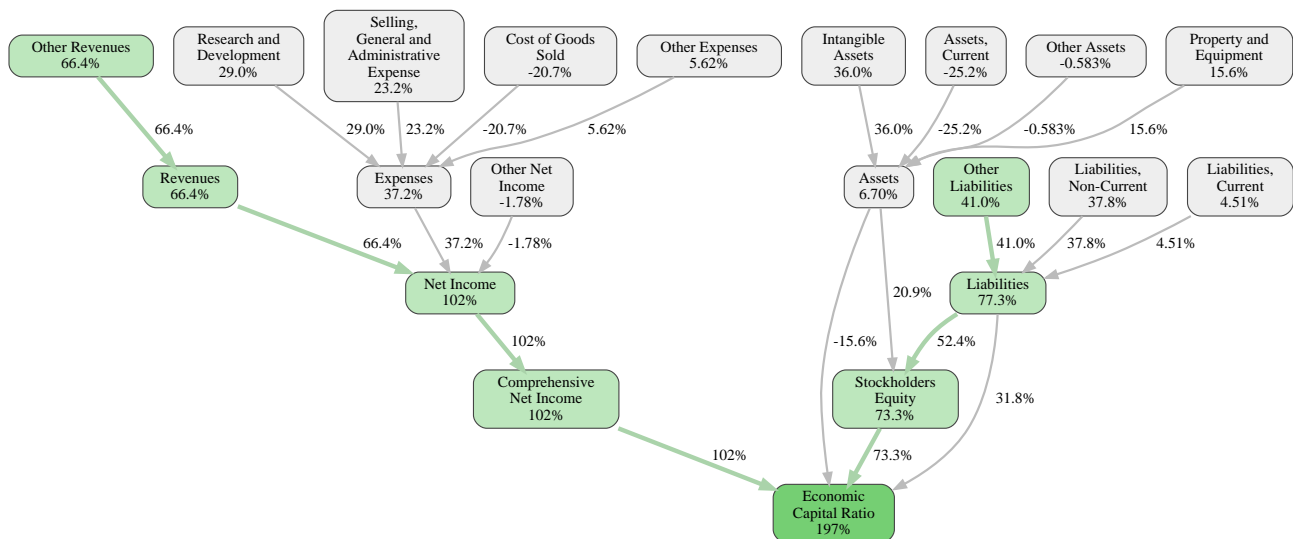 Other Revenues
66.4%
Research and
Development
29.0%
Selling,
General and
Administrative
Expense
23.2%
Cost of Goods
Sold
-20.7%
Other Expenses
5.62%
Intangible
Assets
36.0%
Assets,
Current
-25.2%
Other Assets
-0.583%
Property and
Equipment
15.6%
66.4%
29.0%
23.2%
-20.7%
5.62%
36.0%
-25.2%
-0.583%
15.6%
Revenues
66.4%
Expenses
37.2%
Other Net
Income
-1.78%
Assets
6.70%
Other
Liabilities
41.0%
Liabilities,
Non-Current
37.8%
Liabilities,
Current
4.51%
66.4%
37.2%
-1.78%
41.0%
37.8%
4.51%
Net Income
102%
20.9%
Liabilities
77.3%
102%
-15.6%
52.4%
Comprehensive
Net Income
102%
Stockholders
Equity
73.3%
31.8%
102%
73.3%
Economic
Capital Ratio
197%